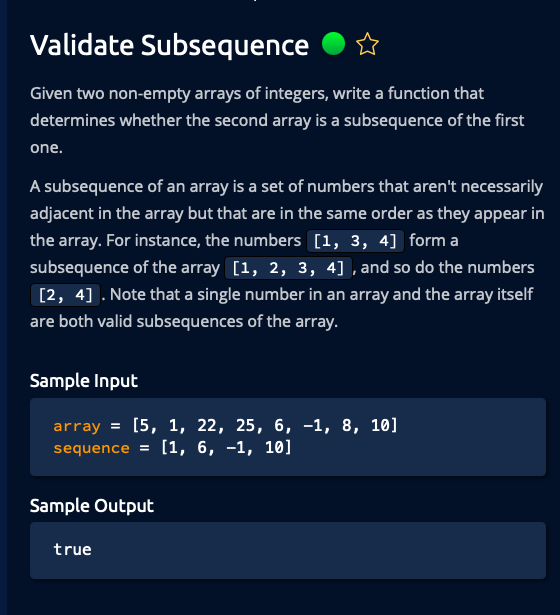 Validate Subsequence
Given two non-empty arrays of integers, write a function that
determines whether the second array is a subsequence of the first
one.
A subsequence of an array is a set of numbers that aren't necessarily
adjacent in the array but that are in the same order as they appear in
the array. For instance, the numbers [1, 3, 4] form a
subsequence of the array [1, 2, 3, 4] , and so do the numbers
[2, 4] . Note that a single number in an array and the array itself
are both valid subsequences of the array.
Sample Input
array = [5, 1, 22, 25, 6, -1, 8, 10]
sequence = [1, 6, -1, 10]
Sample Output
true